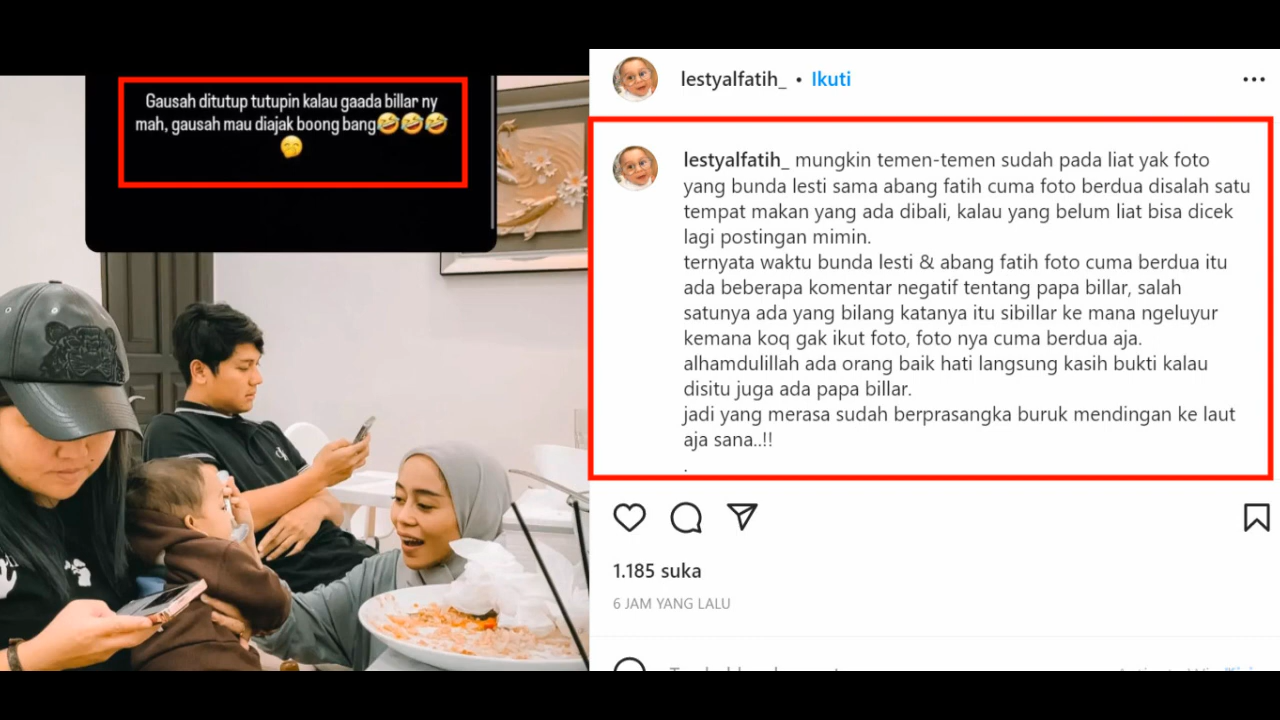 Gausah ditutup tutupin kalau gaada billar ny
mah, gausah mau diajak boong bang🤣🤣🤣
🤭
lestyalfatih_ • Ikuti
lestyalfatih_ mungkin temen-temen sudah pada liat yak foto
yang bunda lesti sama abang fatih cuma foto berdua disalah satu
tempat makan yang ada dibali, kalau yang belum liat bisa dicek
lagi postingan mimin.
ternyata waktu bunda lesti & abang fatih foto cuma berdua itu
ada beberapa komentar negatif tentang papa billar, salah
satunya ada yang bilang katanya itu sibillar ke mana ngeluyur
kemana koq gak ikut foto, foto nya cuma berdua aja.
alhamdulillah ada orang baik hati langsung kasih bukti kalau
disitu juga ada papa billar.
jadi yang merasa sudah berprasangka buruk mendingan ke laut
aja sana..!!
.
1.185 suka
6 JAM YANG LALU